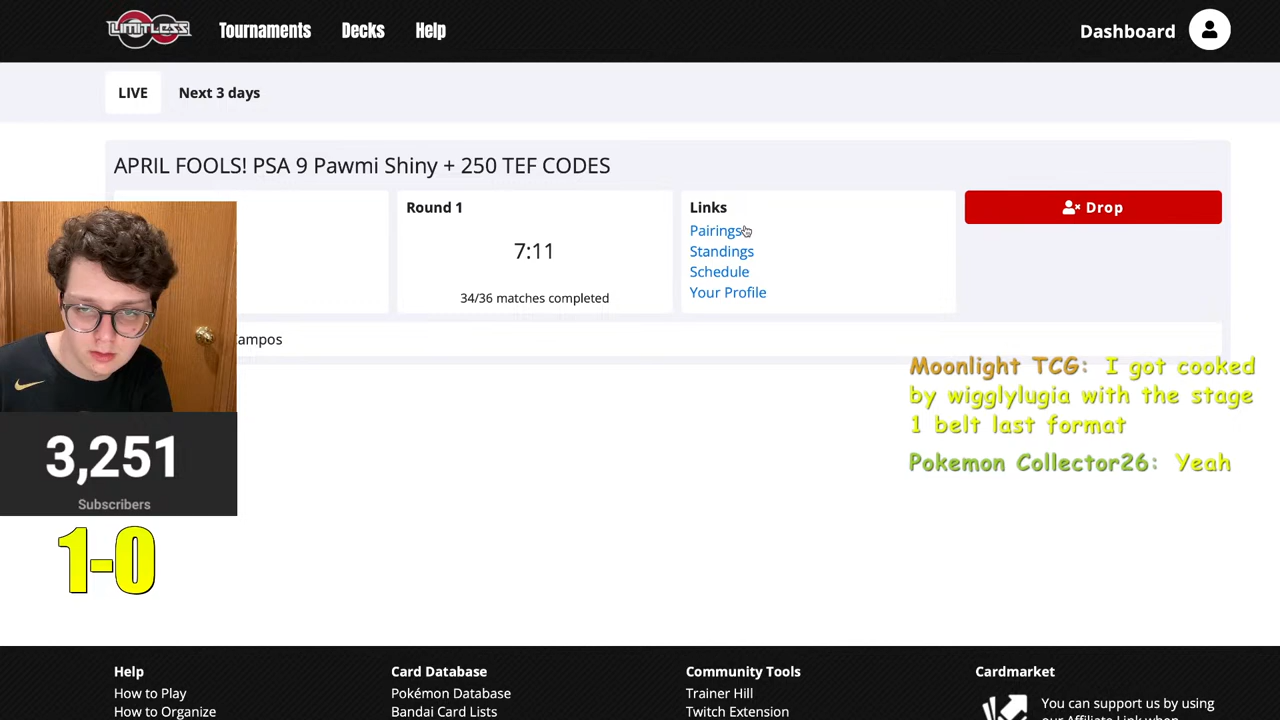 LIMITLESS
Tournaments
Decks
Help
Dashboard
LIVE
Next 3 days
APRIL FOOLS! PSA 9 Pawmi Shiny + 250 TEF CODES
Round 1
7:11
34/36 matches completed
Links
Pairings
Standings
Schedule
Your Profile
Drop
ampos
Moonlight TCG: I got cooked
by wigglylugia with the stage
1 belt last format
Pokemon Collector26: Yeah
3,251
Subscribers
1-0
Help
How to Play
How to Organize
Card Database
Pokémon Database
Bandai Card Lists
Community Tools
Trainer Hill
Twitch Extension
Cardmarket
You can support us by using
our Affiliate Link when